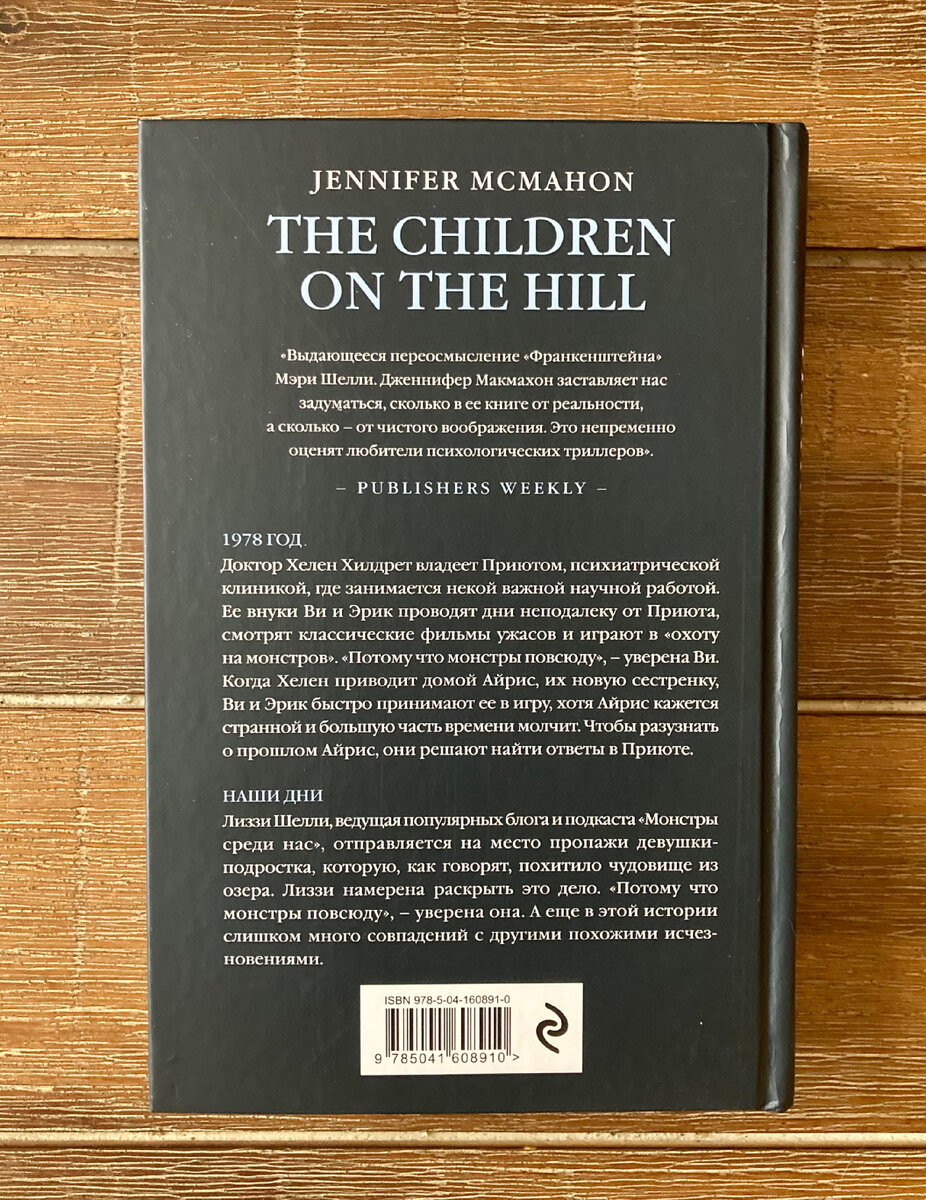 JENNIFER MCMAHON
THE CHILDREN
ON THE HILL
«Выдающееся переосмысление «Франкенштейна»
Мэри Шелли. Дженнифер Макмахон заставляет нас
задуматься, сколько в ее книге от реальности,
а сколько – от чистого воображения. Это непременно
оценят любители психологических триллеров».
– PUBLISHERS WEEKLY –
1978 ГОД.
Доктор Хелен Хилдрет владеет Приютом, психиатрической
клиникой, где занимается некой важной научной работой.
Ее внуки Ви и Эрик проводят дни неподалеку от Приюта,
смотрят классические фильмы ужасов и играют в «охоту
на монстров». «Потому что монстры повсюду», – уверена Ви.
Когда Хелен приводит домой Айрис, их новую сестренку,
Ви и Эрик быстро принимают ее в игру, хотя Айрис кажется
странной и большую часть времени молчит. Чтобы разузнать
о прошлом Айрис, они решают найти ответы в Приюте.
НАШИ ДНИ
Лиззи Шелли, ведущая популярных блога и подкаста «Монстры
среди нас», отправляется на место пропажи девушки-
подростка, которую, как говорят, похитило чудовище из
озера. Лиззи намерена раскрыть это дело. «Потому что
монстры повсюду», – уверена она. А еще в этой истории
слишком много совпадений с другими похожими исчез-
новениями.
ISBN 978-5-04-160891-0
9 785041 608910 >